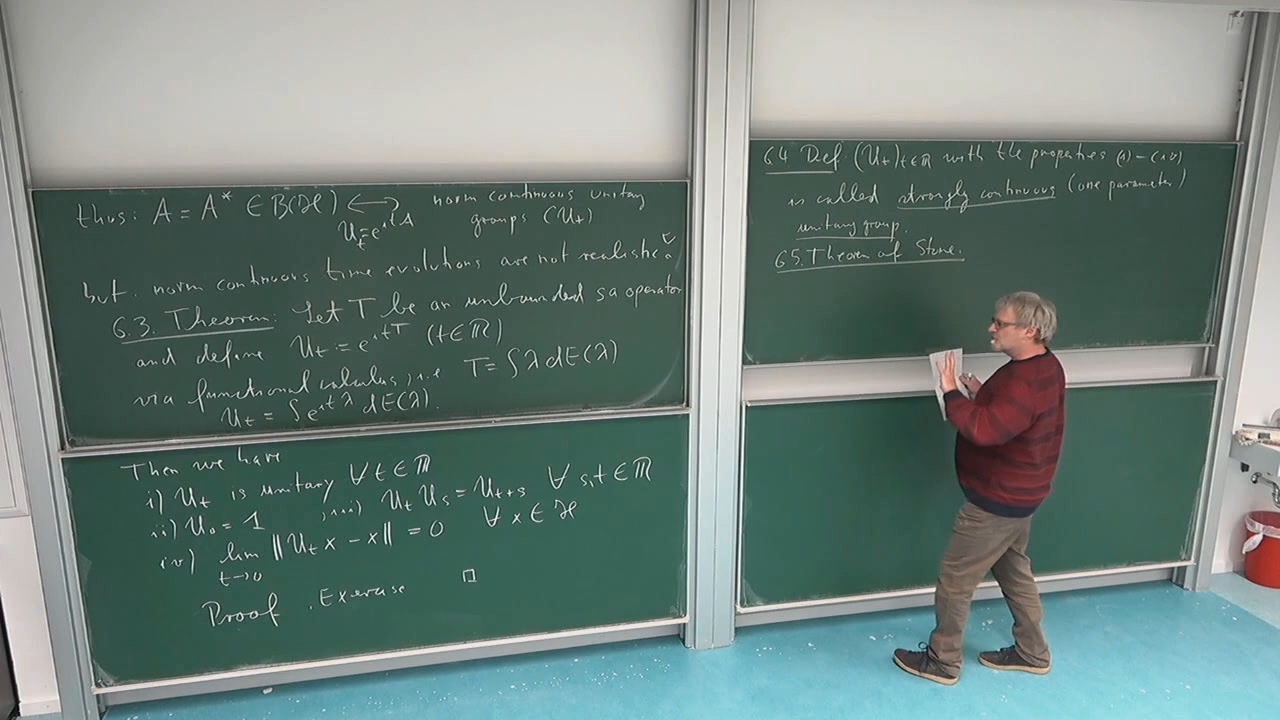 thus: A = A* ∈ B(ℋ) ⟷ norm continuous unitary
U_t = e^{itA} groups (U_t)
but: norm continuous time evolutions are not realistic!
6.3. Theorem: Let T be an unbounded sa operator
and define U_t := e^{itT} (t∈ℝ)
via functional calculus, i.e T = ∫λ dE(λ)
U_t = ∫e^{itλ} dE(λ).
Then we have
i) U_t is unitary ∀ t ∈ ℝ
ii) U_0 = 1, iii) U_t U_s = U_{t+s} ∀ s,t ∈ ℝ
iv) lim_{t→0} ‖U_t x − x‖ = 0 ∀ x ∈ ℋ
Proof. Exercise □
6.4 Def: (U_t)_{t∈ℝ} with the properties (i) – (iv)
is called strongly continuous (one parameter)
unitary group.
6.5. Theorem of Stone.